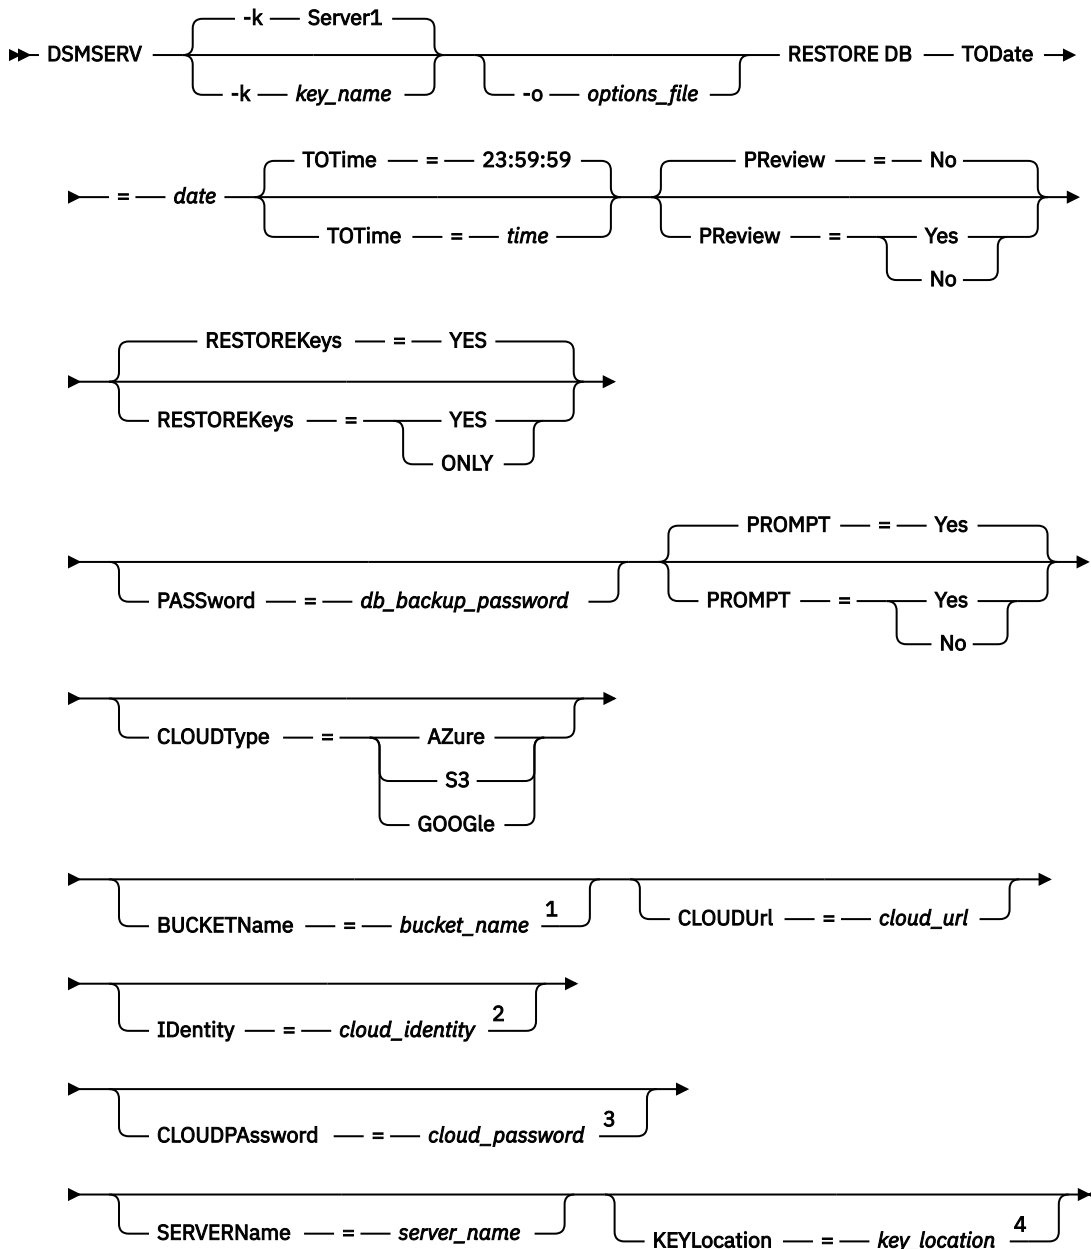 -k Server1
DSMSERV RESTORE DB TODate
-k key_name -o options_file
TOTime = 23:59:59 PReview = No
= date
TOTime = time PReview = Yes
No
RESTOREKeys = YES
RESTOREKeys = YES
ONLY
PROMPT = Yes
PASSword = db_backup_password PROMPT = Yes
No
CLOUDType = AZure
S3
GOOGle
BUCKETName = bucket_name 1 CLOUDUrl = cloud_url
IDentity = cloud_identity 2
CLOUDPAssword = cloud_password 3
SERVERName = server_name KEYLocation = key_location 4